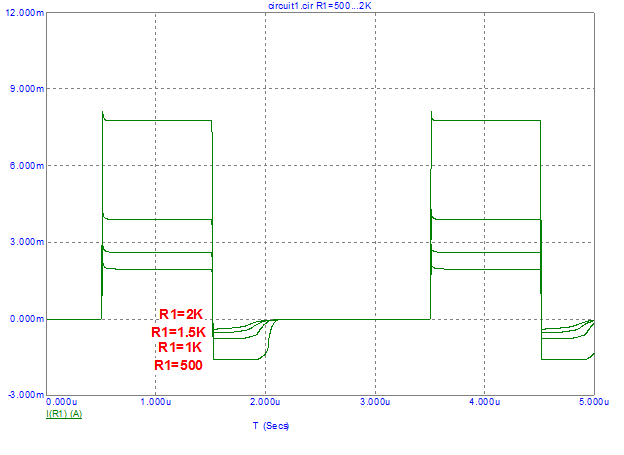 circuit1.cir R1=500...2K
12.000m
9.000m
6.000m
3.000m
0.000m
R1=2K
R1=1.5K
R1=1K
R1=500
-3.000m
0.000u 1.000u 2.000u 3.000u 4.000u 5.000u
I(R1) (A)
T (Secs)